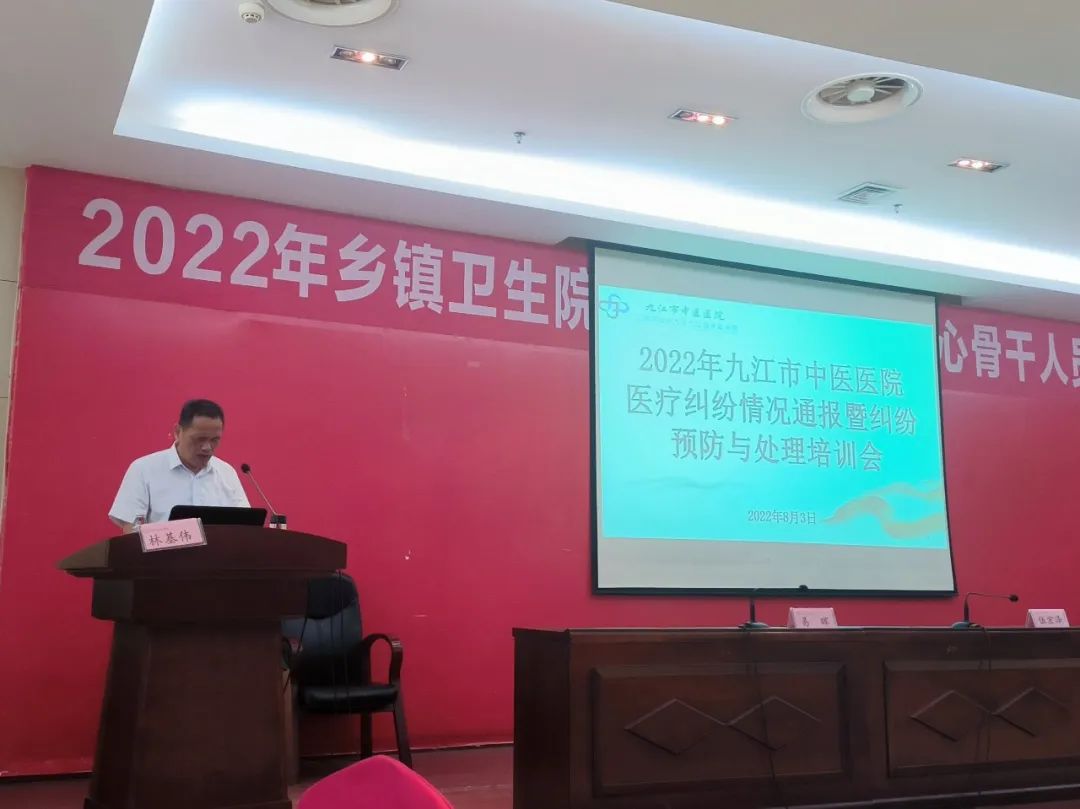 2022年乡镇卫生院
心骨干人员
九江市中医医院
2022年九江市中医医院
医疗纠纷情况通报暨纠纷
预防与处理培训会
2022年8月3日
林基伟
易 晖